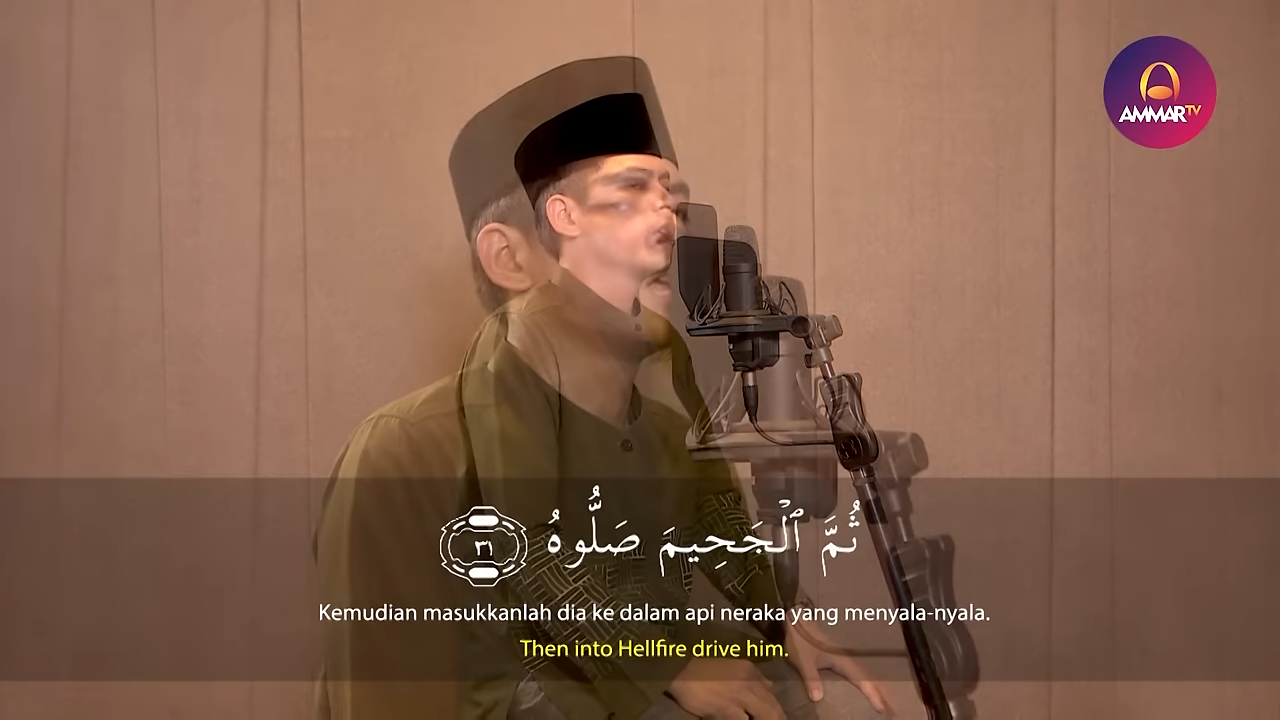 AMMAR TV
ثُمَّ ٱلْجَحِيمَ صَلُّوهُ ٣١
Kemudian masukkanlah dia ke dalam api neraka yang menyala-nyala.
Then into Hellfire drive him.